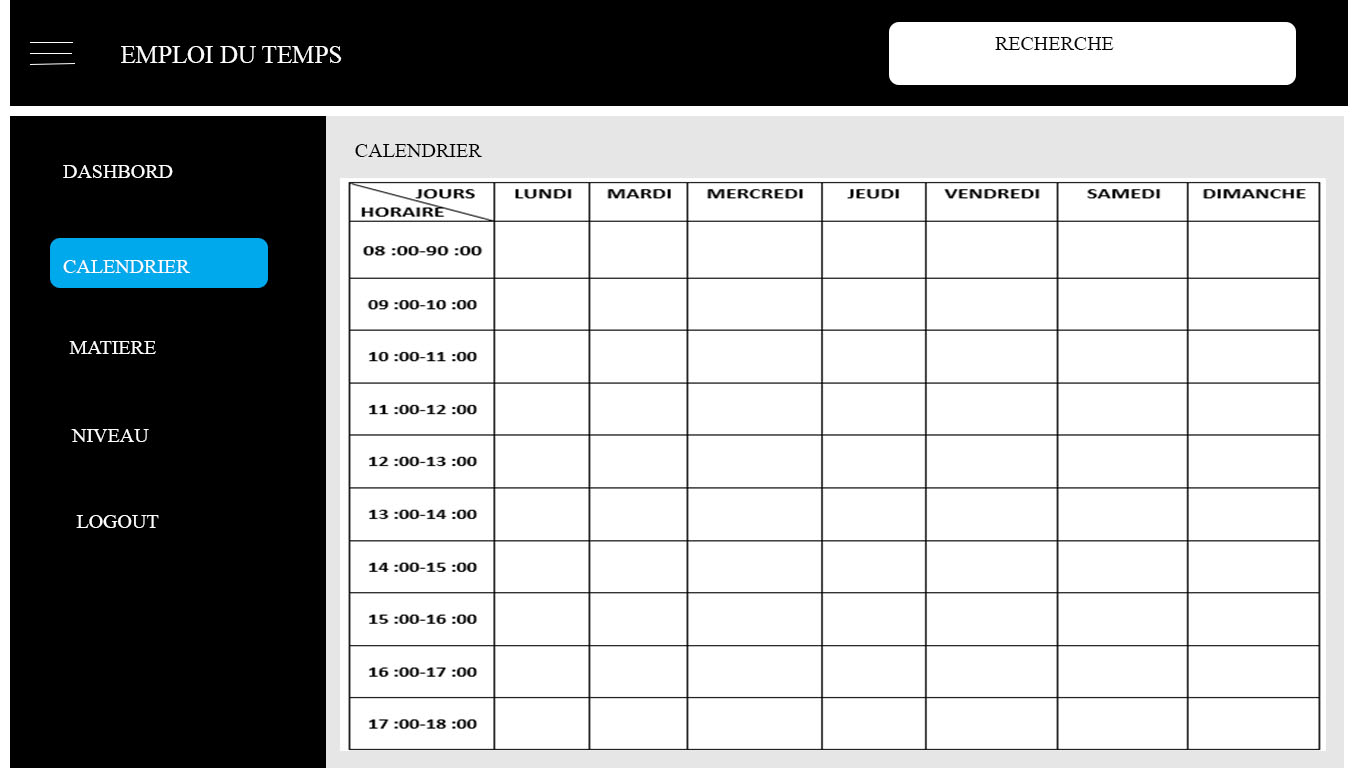 EMPLOI DU TEMPS
RECHERCHE
DASHBORD
CALENDRIER
MATIERE
NIVEAU
LOGOUT
CALENDRIER
JOURS LUNDI MARDI MERCREDI JEUDI VENDREDI SAMEDI DIMANCHE
HORAIRE
08 :00-90 :00
09 :00-10 :00
10 :00-11 :00
11 :00-12 :00
12 :00-13 :00
13 :00-14 :00
14 :00-15 :00
15 :00-16 :00
16 :00-17 :00
17 :00-18 :00